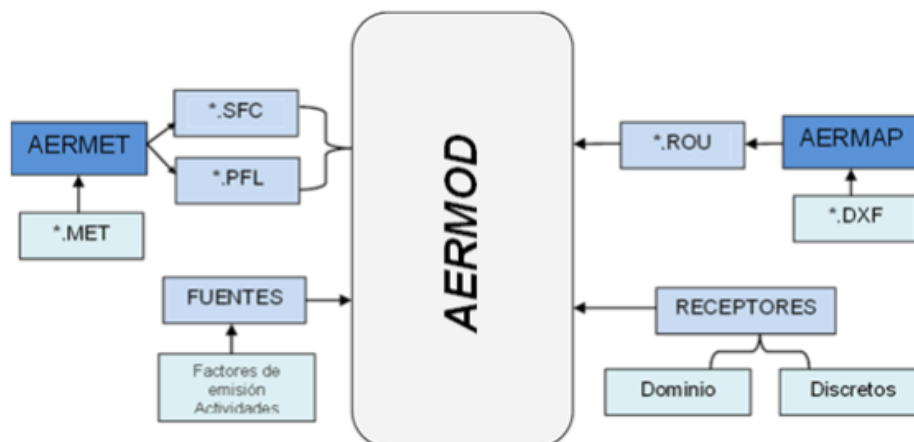 *.SFC
AERMET
*.PFL
*.MET
FUENTES
Factores de
emisión
Actividades
AERMOD
*.ROU
AERMAP
*.DXF
RECEPTORES
Dominio
Discretos